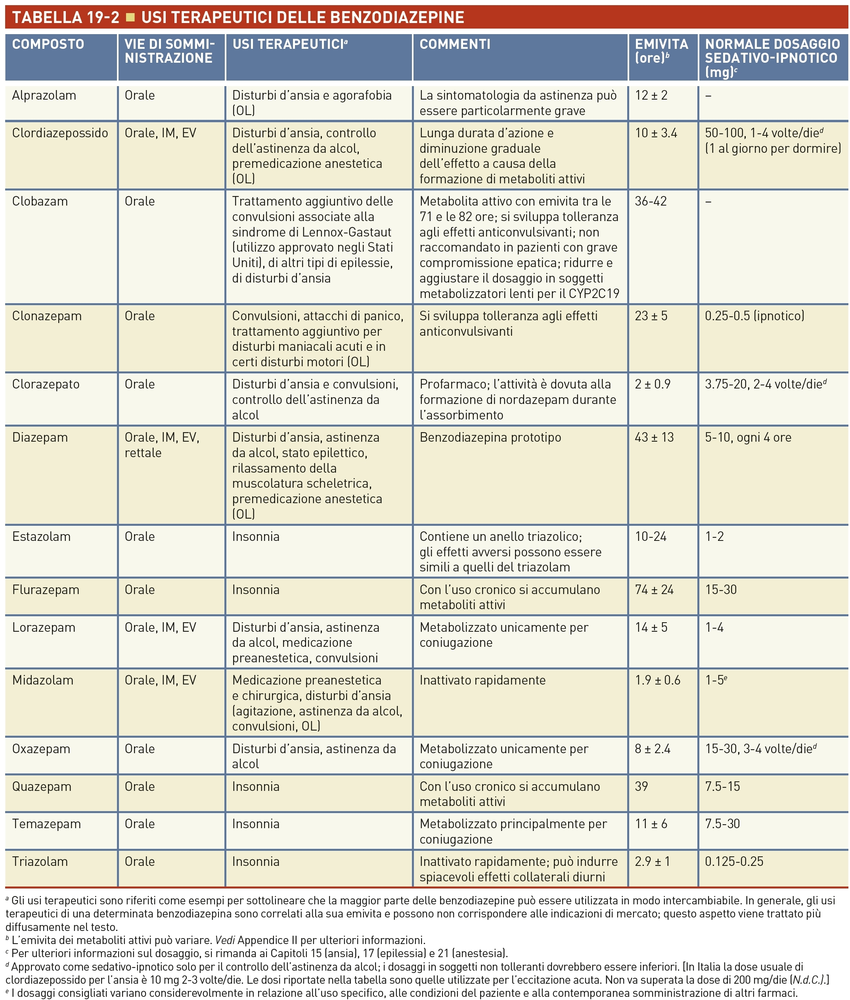 TABELLA 19-2 ■ USI TERAPEUTICI DELLE BENZODIAZEPINE
COMPOSTO
VIE DI SOMMI-
NISTRAZIONE
USI TERAPEUTICIa
COMMENTI
EMIVITA
(ore)b
NORMALE DOSAGGIO
SEDATIVO-IPNOTICO
(mg)c
Alprazolam
Orale
Disturbi d'ansia e agorafobia
(OL)
La sintomatologia da astinenza può
essere particolarmente grave
12 ± 2
–
Clordiazepossido
Orale, IM, EV
Disturbi d'ansia, controllo
dell'astinenza da alcol,
premedicazione anestetica
(OL)
Lunga durata d'azione e
diminuzione graduale
dell'effetto a causa della
formazione di metaboliti attivi
10 ± 3.4
50-100, 1-4 volte/died
(1 al giorno per dormire)
Clobazam
Orale
Trattamento aggiuntivo delle
convulsioni associate alla
sindrome di Lennox-Gastaut
(utilizzo approvato negli Stati
Uniti), di altri tipi di epilessie,
di disturbi d'ansia
Metabolita attivo con emivita tra le
71 e le 82 ore; si sviluppa tolleranza
agli effetti anticonvulsivanti; non
raccomandato in pazienti con grave
compromissione epatica; ridurre e
aggiustare il dosaggio in soggetti
metabolizzatori lenti per il CYP2C19
36-42
–
Clonazepam
Orale
Convulsioni, attacchi di panico,
trattamento aggiuntivo per
disturbi maniacali acuti e in
certi disturbi motori (OL)
Si sviluppa tolleranza agli effetti
anticonvulsivanti
23 ± 5
0.25-0.5 (ipnotico)
Clorazepato
Orale
Disturbi d'ansia e convulsioni,
controllo dell'astinenza da
alcol
Profarmaco; l'attività è dovuta alla
formazione di nordazepam durante
l'assorbimento
2 ± 0.9
3.75-20, 2-4 volte/died
Diazepam
Orale, IM, EV,
rettale
Disturbi d'ansia, astinenza
da alcol, stato epilettico,
rilassamento della
muscolatura scheletrica,
premedicazione anestetica
(OL)
Benzodiazepina prototipo
43 ± 13
5-10, ogni 4 ore
Estazolam
Orale
Insonnia
Contiene un anello triazolico;
gli effetti avversi possono essere
simili a quelli del triazolam
10-24
1-2
Flurazepam
Orale
Insonnia
Con l'uso cronico si accumulano
metaboliti attivi
74 ± 24
15-30
Lorazepam
Orale, IM, EV
Disturbi d'ansia, astinenza
da alcol, medicazione
preanestetica, convulsioni
Metabolizzato unicamente per
coniugazione
14 ± 5
1-4
Midazolam
Orale, IM, EV
Medicazione preanestetica
e chirurgica, disturbi d'ansia
(agitazione, astinenza da alcol,
convulsioni, OL)
Inattivato rapidamente
1.9 ± 0.6
1-5e
Oxazepam
Orale
Disturbi d'ansia, astinenza da
alcol
Metabolizzato unicamente per
coniugazione
8 ± 2.4
15-30, 3-4 volte/died
Quazepam
Orale
Insonnia
Con l'uso cronico si accumulano
metaboliti attivi
39
7.5-15
Temazepam
Orale
Insonnia
Metabolizzato principalmente per
coniugazione
11 ± 6
7.5-30
Triazolam
Orale
Insonnia
Inattivato rapidamente; può indurre
spiacevoli effetti collaterali diurni
2.9 ± 1
0.125-0.25
a Gli usi terapeutici sono riferiti come esempi per sottolineare che la maggior parte delle benzodiazepine può essere utilizzata in modo intercambiabile. In generale, gli usi
terapeutici di una determinata benzodiazepina sono correlati alla sua emivita e possono non corrispondere alle indicazioni di mercato; questo aspetto viene trattato più
diffusamente nel testo.
b L'emivita dei metaboliti attivi può variare. Vedi Appendice II per ulteriori informazioni.
c Per ulteriori informazioni sul dosaggio, si rimanda ai Capitoli 15 (ansia), 17 (epilessia) e 21 (anestesia).
d Approvato come sedativo-ipnotico solo per il controllo dell'astinenza da alcol; i dosaggi in soggetti non tolleranti dovrebbero essere inferiori. [In Italia la dose usuale di
clordiazepossido per l'ansia è 10 mg 2-3 volte/die. Le dosi riportate nella tabella sono quelle utilizzate per l'eccitazione acuta. Non va superata la dose di 200 mg/die (N.d.C.).]
e I dosaggi consigliati variano considerevolmente in relazione all'uso specifico, alle condizioni del paziente e alla contemporanea somministrazione di altri farmaci.